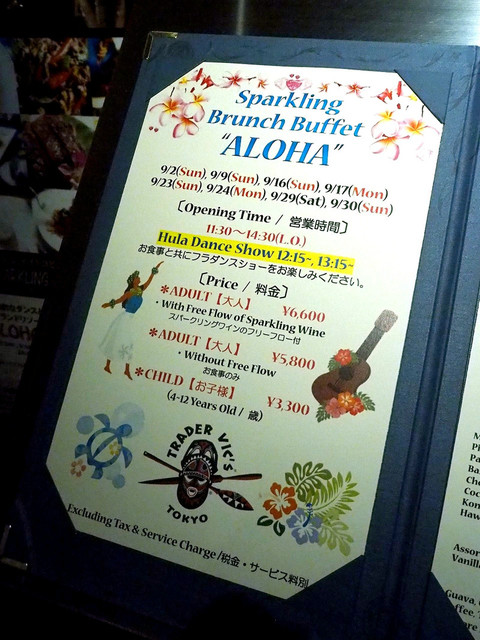 Sparkling
Brunch Buffet
"ALOHA"
9/2(Sun), 9/9(Sun), 9/16(Sun), 9/17(Mon)
9/23(Sun), 9/24(Mon), 9/29(Sat), 9/30(Sun)
〔Opening Time / 営業時間〕
11:30～14:30(L.O.)
Hula Dance Show 12:15~, 13:15~
お食事と共にフラダンスショーをお楽しみください。
〔Price / 料金〕
*ADULT【大人】 ¥6,600
・With Free Flow of Sparkling Wine
スパークリングワインのフリーフロー付
*ADULT【大人】 ¥5,800
・Without Free Flow
お食事のみ
*CHILD【お子様】 ¥3,300
(4-12 Years Old / 歳)
TRADER VIC'S
TOKYO
Excluding Tax & Service Charge/税金・サービス料別
Assor
Vanill
Guava,